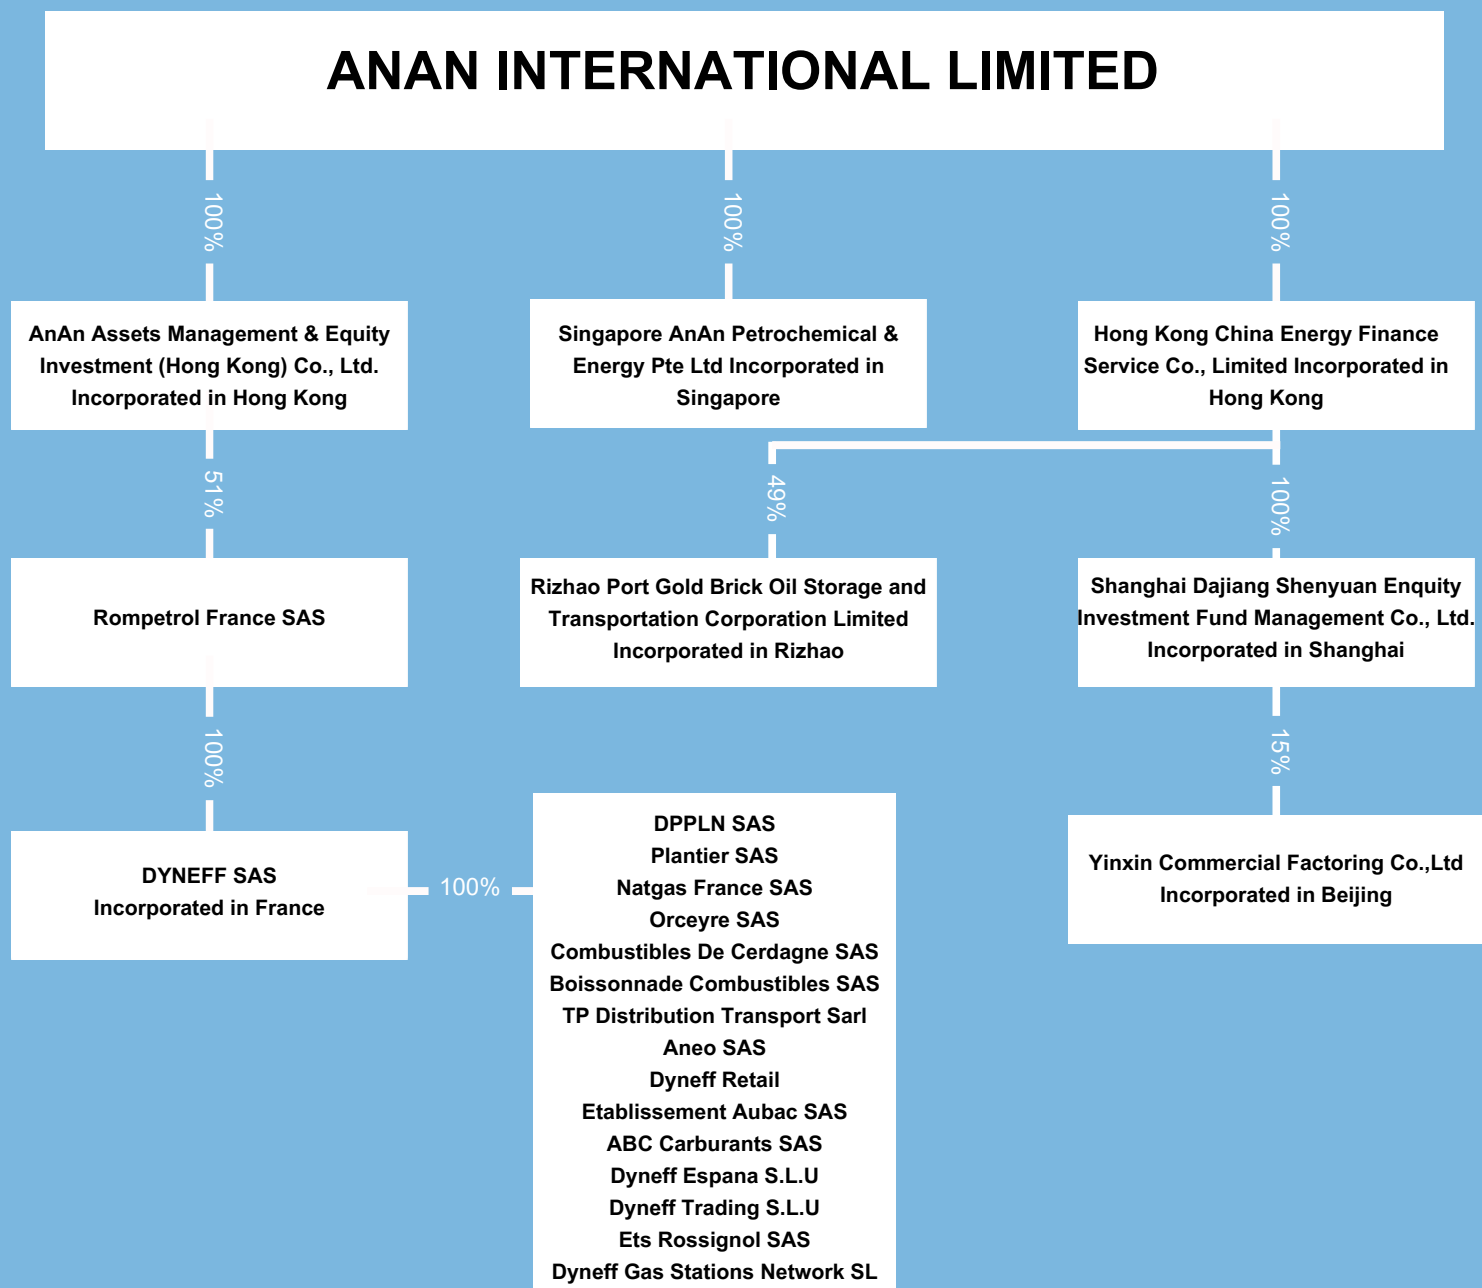 ANAN INTERNATIONAL LIMITED
100%
100%
100%
AnAn Assets Management & Equity
Investment (Hong Kong) Co., Ltd.
Incorporated in Hong Kong
Singapore AnAn Petrochemical &
Energy Pte Ltd Incorporated in
Singapore
Hong Kong China Energy Finance
Service Co., Limited Incorporated in
Hong Kong
51%
49%
100%
Rompetrol France SAS
Rizhao Port Gold Brick Oil Storage and
Transportation Corporation Limited
Incorporated in Rizhao
Shanghai Dajiang Shenyuan Enquity
Investment Fund Management Co., Ltd.
Incorporated in Shanghai
100%
15%
DYNEFF SAS
Incorporated in France
100%
DPPLN SAS
Plantier SAS
Natgas France SAS
Orceyre SAS
Combustibles De Cerdagne SAS
Boissonnade Combustibles SAS
TP Distribution Transport Sarl
Aneo SAS
Dyneff Retail
Etablissement Aubac SAS
ABC Carburants SAS
Dyneff Espana S.L.U
Dyneff Trading S.L.U
Ets Rossignol SAS
Dyneff Gas Stations Network SL
Yinxin Commercial Factoring Co.,Ltd
Incorporated in Beijing